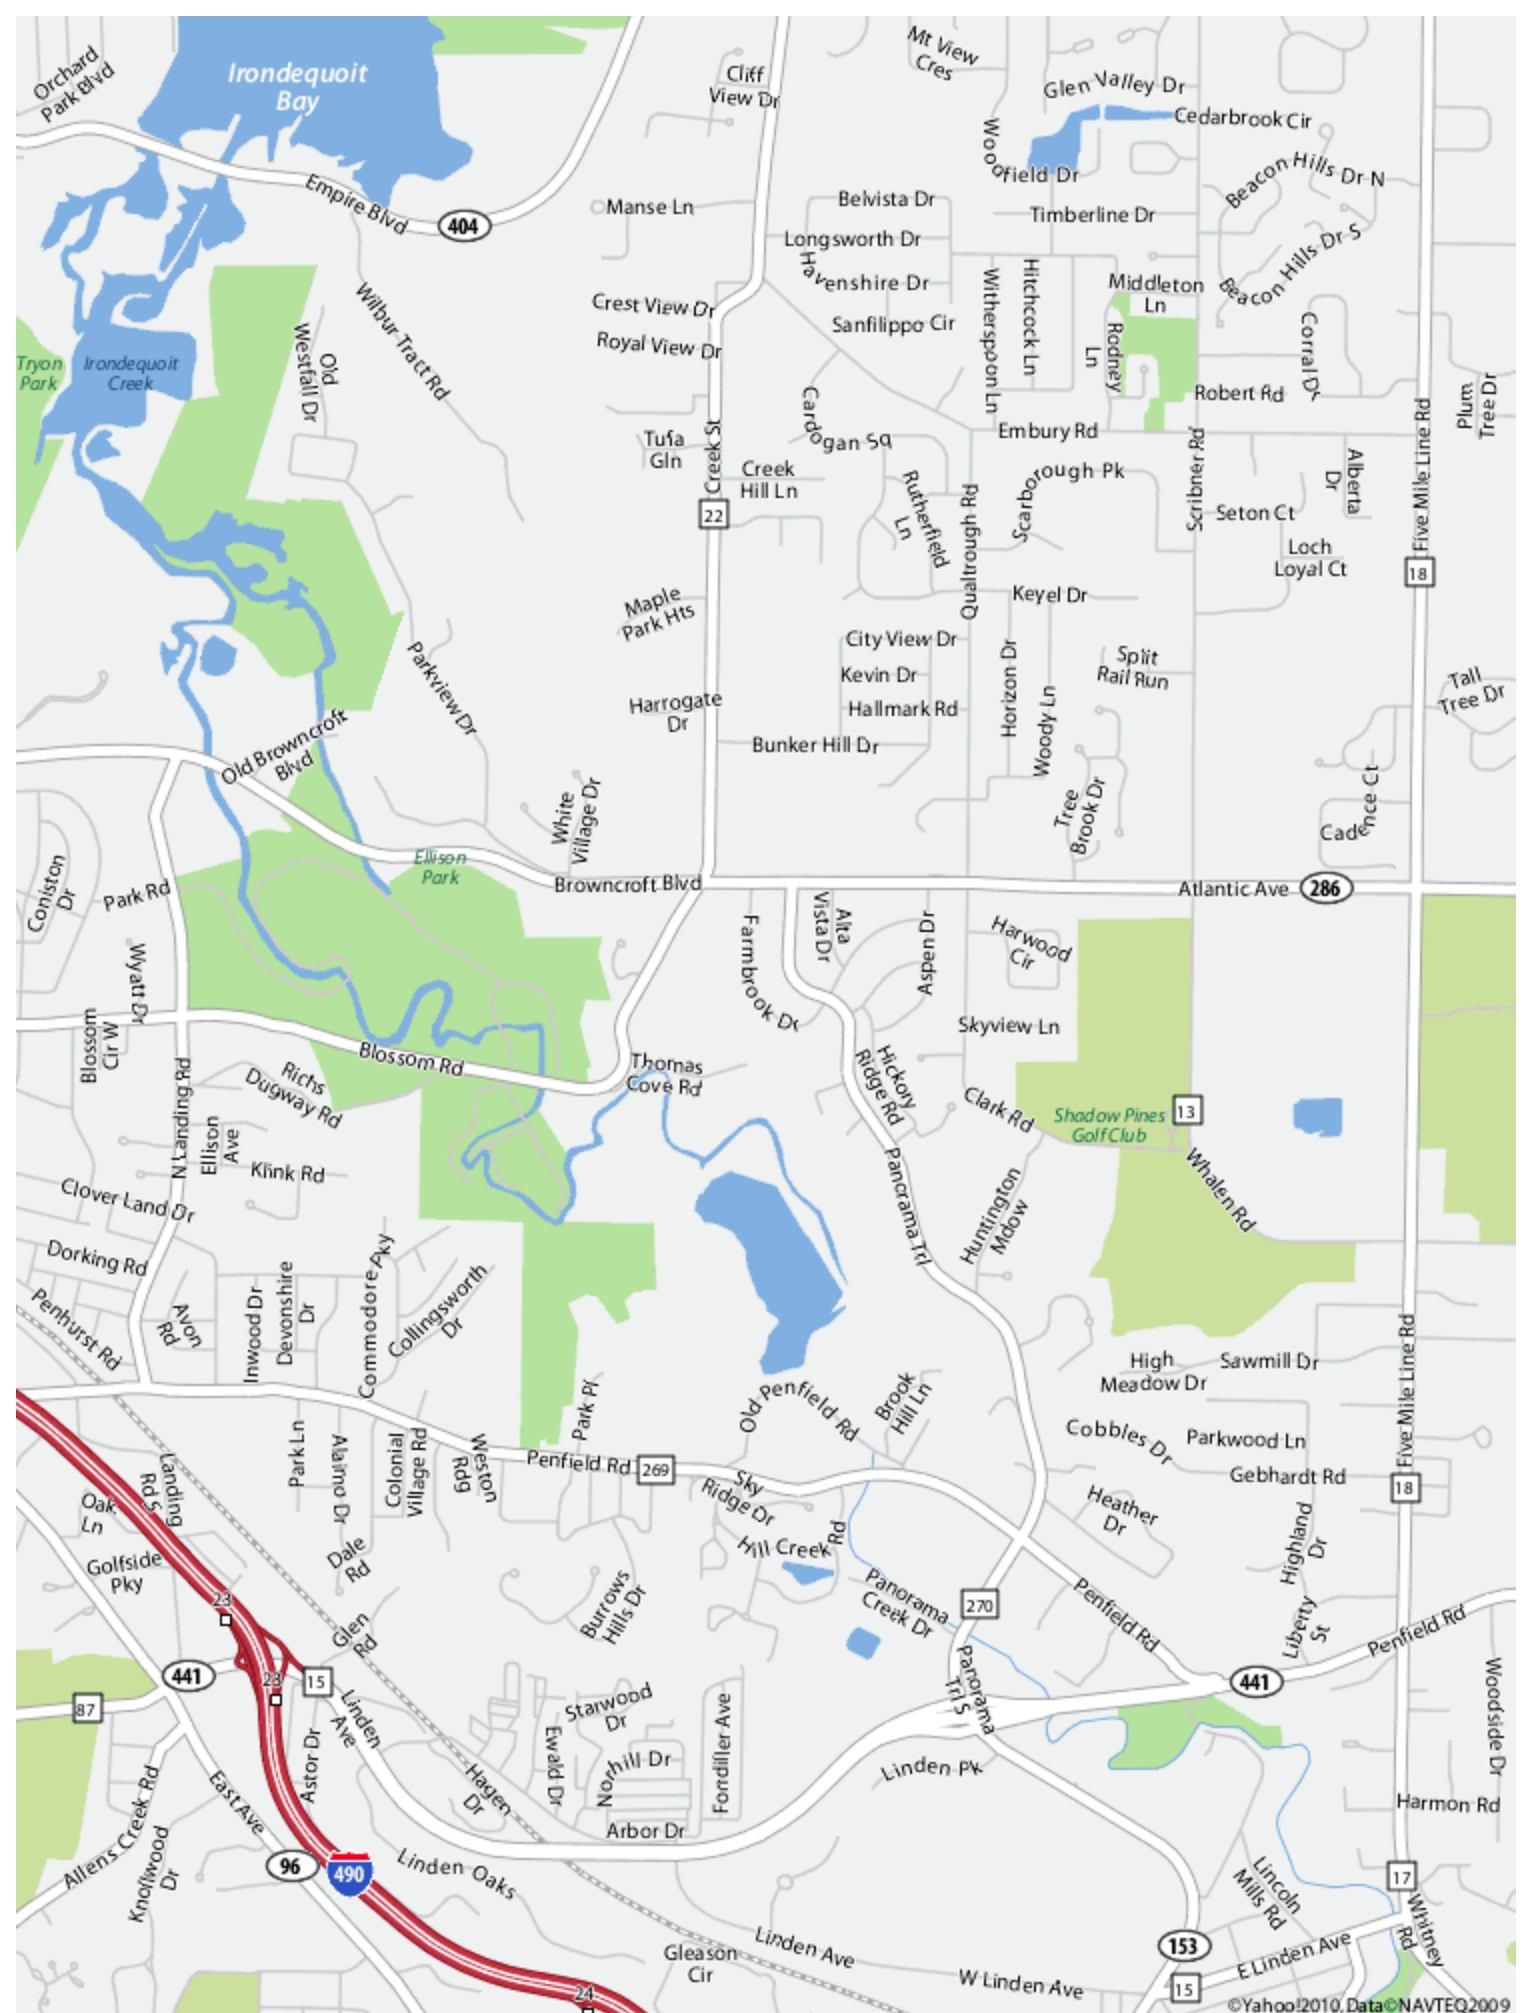 Orchard
Park Blvd
Irondequoit
Bay
Cliff
View Dr
Mt View
Cres
Glen Valley Dr
Cedarbrook Cir
Woodfield Dr
Beacon Hills Dr N
Empire Blvd
404
Manse Ln
Belvista Dr
Timberline Dr
Longsworth Dr
Beacon Hills Dr S
Havenshire Dr
Middleton
Ln
Crest View Dr
Sanfilippo Cir
Witherspoon Ln
Hitchcock Ln
Rodney
Ln
Corral Dr
Royal View Dr
Wilbur Tract Rd
Old
Westfall Dr
Tryon
Park
Irondequoit
Creek
Robert Rd
Plum
Tree Dr
Cardogan Sq
Embury Rd
Tufa
Gln
Creek St
Creek
Hill Ln
Scarborough Pk
Scribner Rd
Alberta
Dr
Five Mile Line Rd
22
Rutherfield
Ln
Qualtrough Rd
Seton Ct
Loch
Loyal Ct
18
Maple
Park Hts
Keyel Dr
City View Dr
Kevin Dr
Hallmark Rd
Bunker Hill Dr
Horizon Dr
Woody Ln
Split
Rail Run
Tall
Tree Dr
Parkview Dr
Harrogate
Dr
Old Browncroft
Blvd
White
Village Dr
Tree
Brook Dr
Cadence Ct
Coniston
Dr
Park Rd
Ellison
Park
Browncroft Blvd
Atlantic Ave
286
Wyatt Dr
Farmbrook Dr
Alta
Vista Dr
Aspen Dr
Harwood
Cir
Blossom
Cir W
Skyview Ln
Blossom Rd
Thomas
Cove Rd
Hickory
Ridge Rd
N Landing Rd
Richs
Dugway Rd
Clark Rd
Shadow Pines
Golf Club
13
Ellison
Ave
Klink Rd
Whalen Rd
Clover Land Dr
Panorama Trl
Huntington
Mdow
Dorking Rd
Penhurst Rd
Avon
Rd
Inwood Dr
Devonshire
Dr
Commodore Pky
Collingsworth
Dr
Five Mile Line Rd
High
Meadow Dr
Sawmill Dr
Park Pl
Old Penfield Rd
Brook
Hill Ln
Cobbles Dr
Parkwood Ln
Gebhardt Rd
Landing
Rd S
Park Ln
Alaimo Dr
Colonial
Village Rd
Weston
Rdg
Penfield Rd
269
Sky
Ridge Dr
18
Oak
Ln
Heather
Dr
Highland
Dr
Golfside
Pky
Dale
Rd
Hill Creek Rd
23
Burrows
Hills Dr
Panorama
Creek Dr
270
Penfield Rd
Liberty
St
Penfield Rd
Glen
Rd
441
23
15
441
87
Linden
Ave
Starwood
Dr
Panorama
Trl S
Woodside Dr
Astor Dr
Ewald Dr
Norhill Dr
Fondiller Ave
Linden Pk
Allens Creek Rd
East Ave
Hagen
Dr
Harmon Rd
Knollwood
Dr
Arbor Dr
96
490
Linden Oaks
Lincoln
Mills Rd
17
Whitney
Rd
Linden Ave
Gleason
Cir
153
E Linden Ave
W Linden Ave
15
24
©Yahoo!2010, Data©NAVTEQ2009